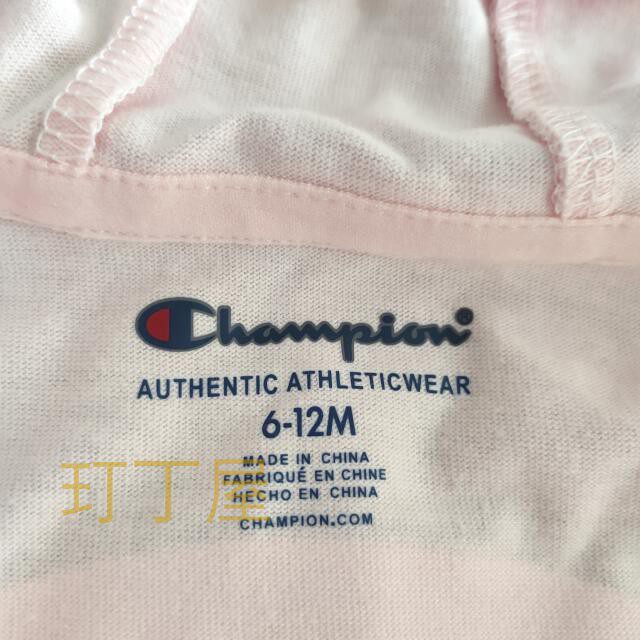 Champion®
AUTHENTIC ATHLETICWEAR
6-12M
MADE IN CHINA
FABRIQUÉ EN CHINE
HECHO EN CHINA
CHAMPION.COM
玎丁屋